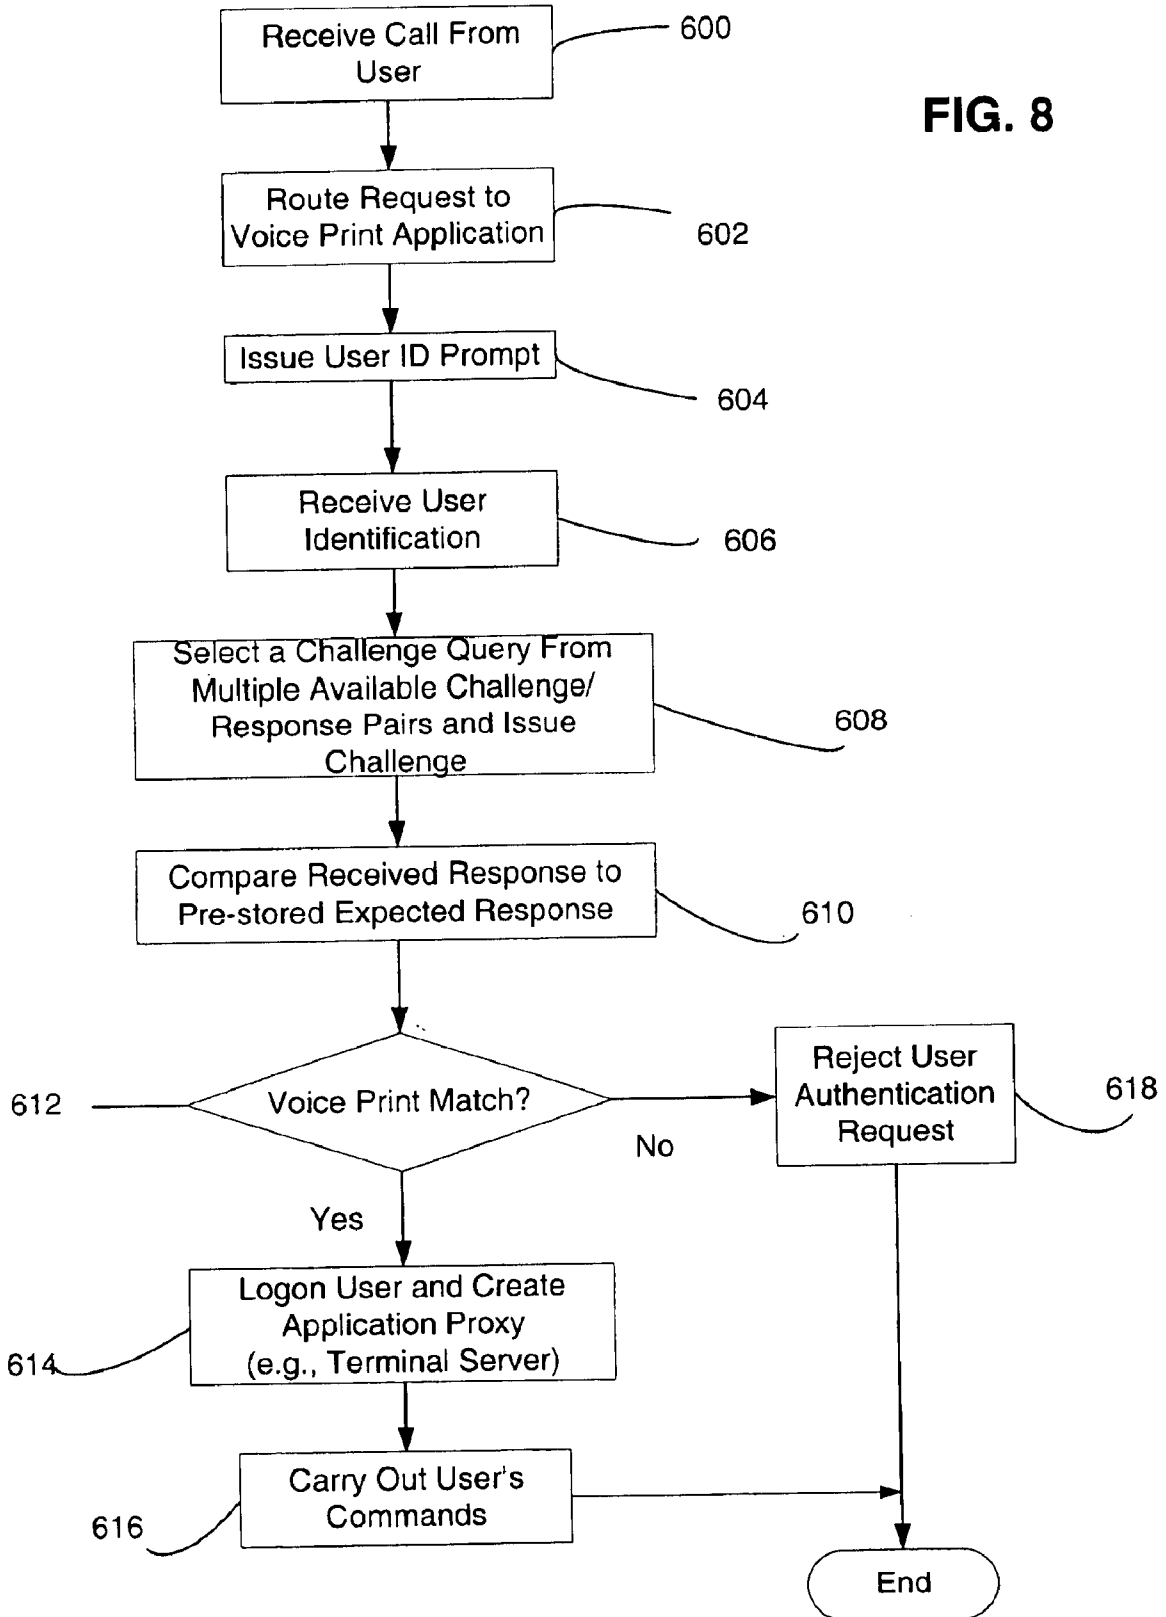 Receive Call From
User
600
FIG. 8
Route Request to
Voice Print Application
602
Issue User ID Prompt
604
Receive User
Identification
606
Select a Challenge Query From
Multiple Available Challenge/
Response Pairs and Issue
Challenge
608
Compare Received Response to
Pre-stored Expected Response
610
612
Voice Print Match?
No
Reject User
Authentication
Request
618
Yes
Logon User and Create
Application Proxy
(e.g., Terminal Server)
614
Carry Out User's
Commands
616
End